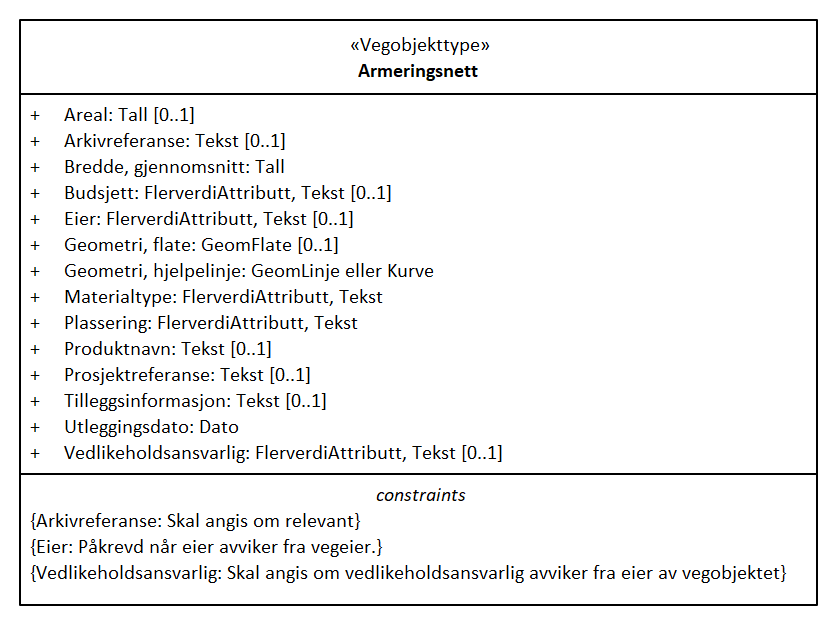 «Vegobjekttype»
Armeringsnett
+ Areal: Tall [0..1]
+ Arkivreferanse: Tekst [0..1]
+ Bredde, gjennomsnitt: Tall
+ Budsjett: FlerverdiAttributt, Tekst [0..1]
+ Eier: FlerverdiAttributt, Tekst [0..1]
+ Geometri, flate: GeomFlate [0..1]
+ Geometri, hjelpelinje: GeomLinje eller Kurve
+ Materialtype: FlerverdiAttributt, Tekst
+ Plassering: FlerverdiAttributt, Tekst
+ Produktnavn: Tekst [0..1]
+ Prosjektreferanse: Tekst [0..1]
+ Tilleggsinformasjon: Tekst [0..1]
+ Utleggingsdato: Dato
+ Vedlikeholdsansvarlig: FlerverdiAttributt, Tekst [0..1]
constraints
{Arkivreferanse: Skal angis om relevant}
{Eier: Påkrevd når eier avviker fra vegeier.}
{Vedlikeholdsansvarlig: Skal angis om vedlikeholdsansvarlig avviker fra eier av vegobjektet}